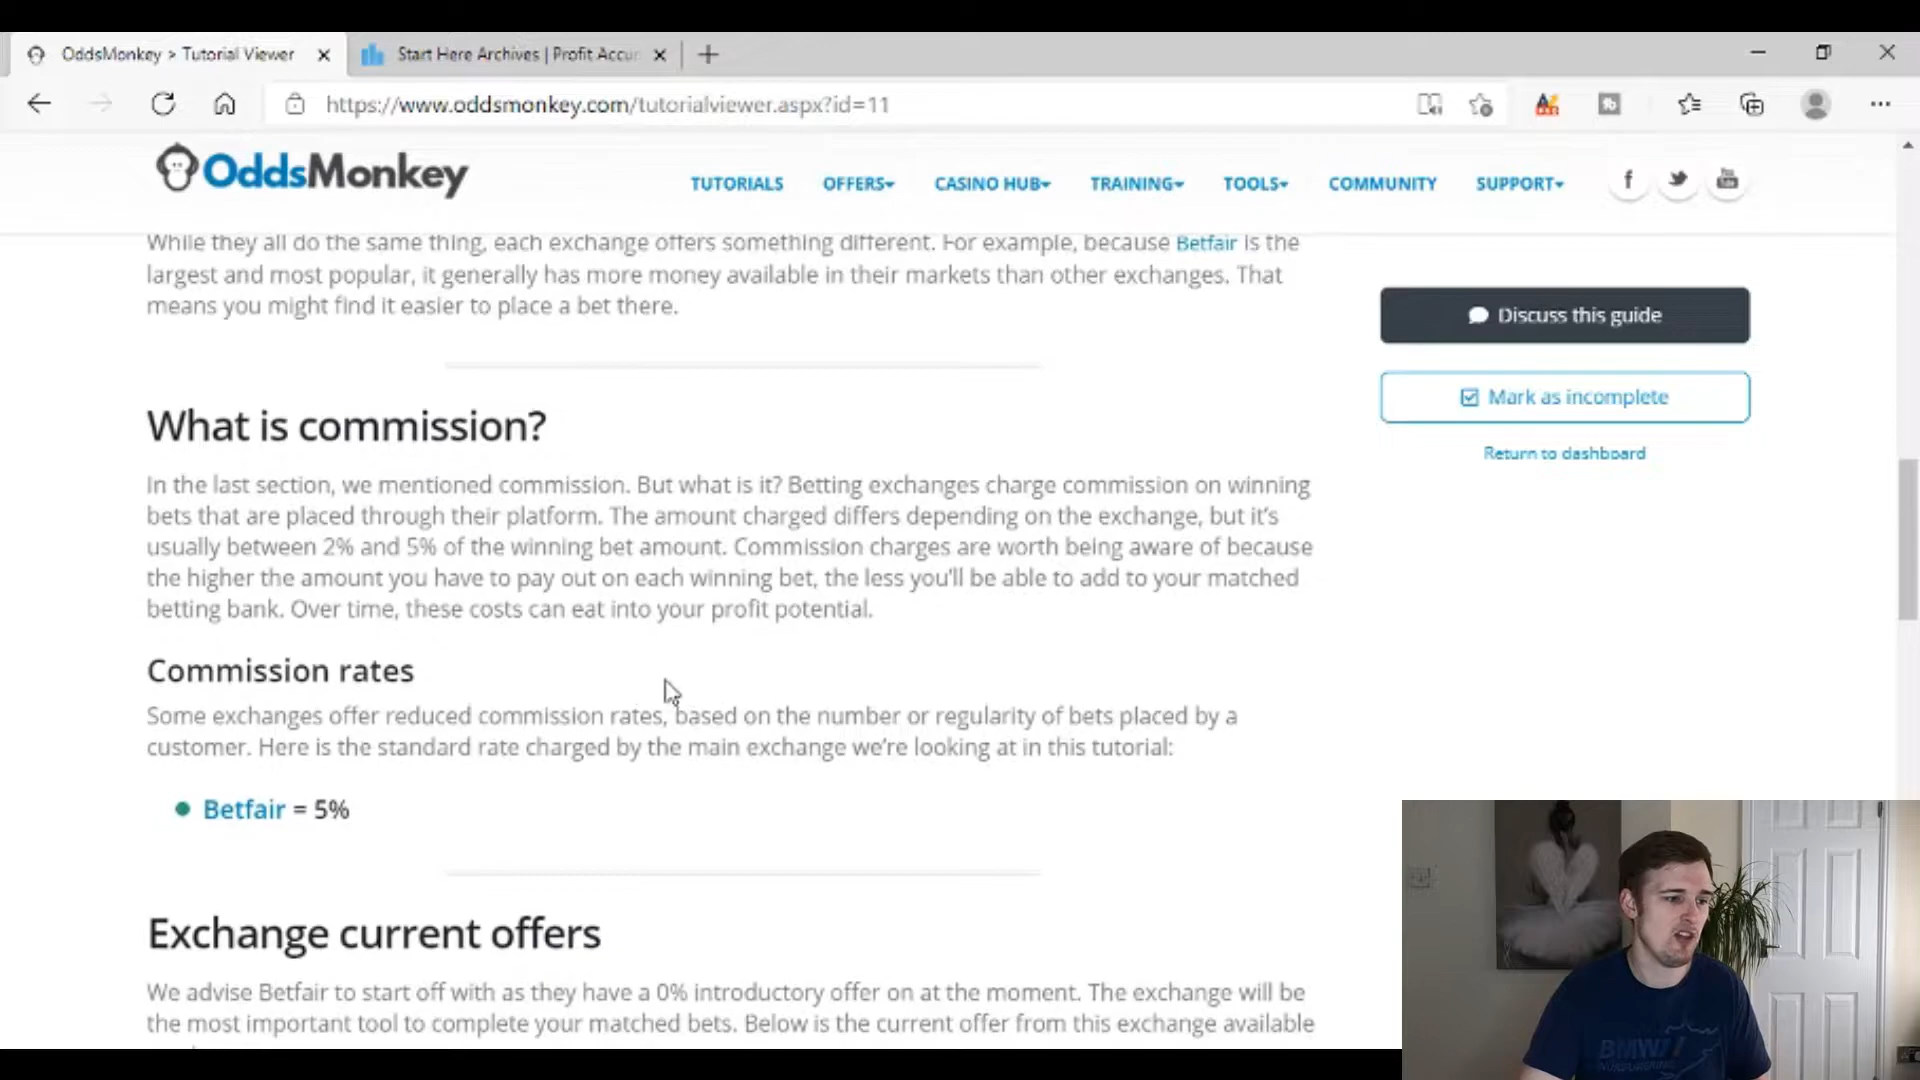 OddsMonkey > Tutorial Viewer
Start Here Archives | Profit Accu
https://www.oddsmonkey.com/tutorialviewer.aspx?id=11
OddsMonkey
TUTORIALS OFFERS CASINO HUB TRAINING TOOLS COMMUNITY SUPPORT
While they all do the same thing, each exchange offers something different. For example, because Betfair is the
largest and most popular, it generally has more money available in their markets than other exchanges. That
means you might find it easier to place a bet there.
Discuss this guide
Mark as incomplete
Return to dashboard
What is commission?
In the last section, we mentioned commission. But what is it? Betting exchanges charge commission on winning
bets that are placed through their platform. The amount charged differs depending on the exchange, but it's
usually between 2% and 5% of the winning bet amount. Commission charges are worth being aware of because
the higher the amount you have to pay out on each winning bet, the less you'll be able to add to your matched
betting bank. Over time, these costs can eat into your profit potential.
Commission rates
Some exchanges offer reduced commission rates, based on the number or regularity of bets placed by a
customer. Here is the standard rate charged by the main exchange we're looking at in this tutorial:
Betfair = 5%
Exchange current offers
We advise Betfair to start off with as they have a 0% introductory offer on at the moment. The exchange will be
the most important tool to complete your matched bets. Below is the current offer from this exchange available
BMW